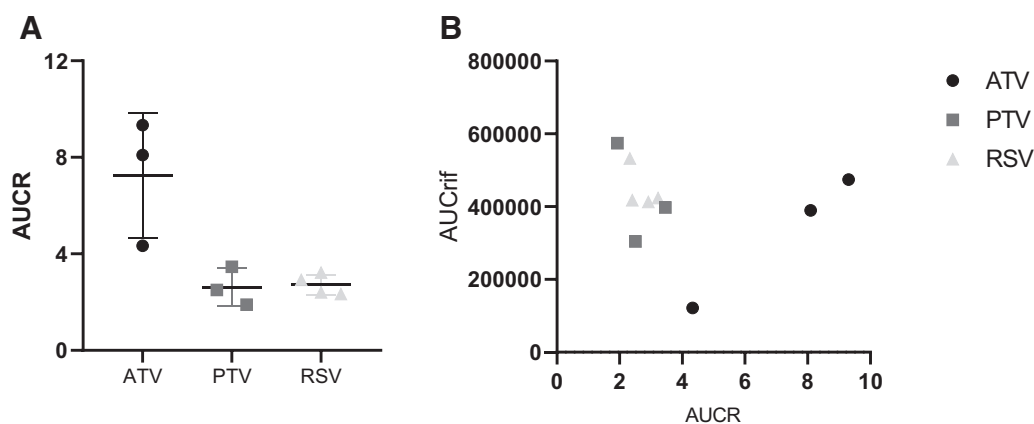 A
AUCR
12
8
4
0
ATV
PTV
RSV
B
AUCrif
800000
600000
400000
200000
0
0
2
4
6
8
10
AUCR
ATV
PTV
RSV